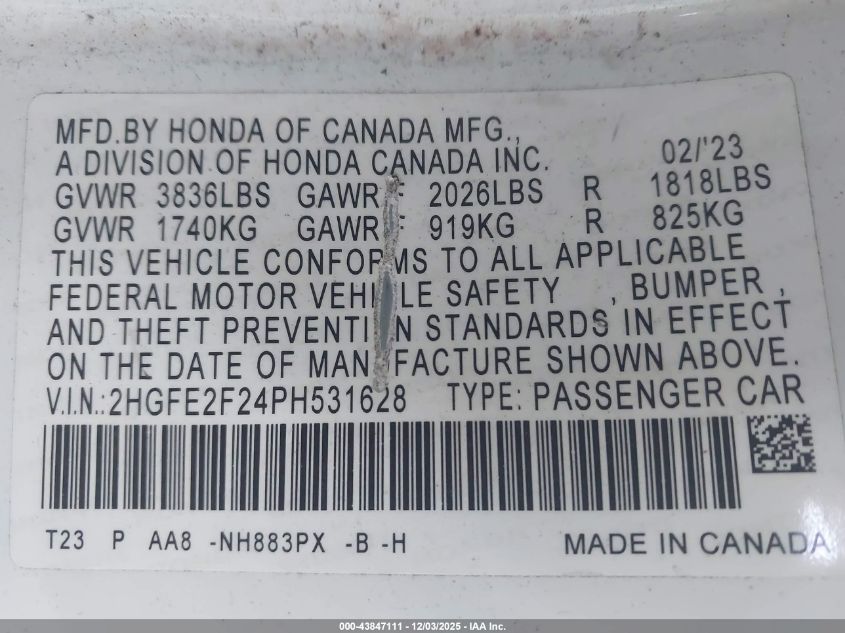 MFD.BY HONDA OF CANADA MFG.,
A DIVISION OF HONDA CANADA INC. 02/'23
GVWR 3836LBS GAWR F 2026LBS R 1818LBS
GVWR 1740KG GAWR F 919KG R 825KG
THIS VEHICLE CONFORMS TO ALL APPLICABLE
FEDERAL MOTOR VEHICLE SAFETY , BUMPER ,
AND THEFT PREVENTION STANDARDS IN EFFECT
ON THE DATE OF MANUFACTURE SHOWN ABOVE.
V.I.N.:2HGFE2F24PH531628 TYPE: PASSENGER CAR
T23 P AA8 -NH883PX -B -H MADE IN CANADA
000-43847111 - 12/03/2025 - IAA Inc.